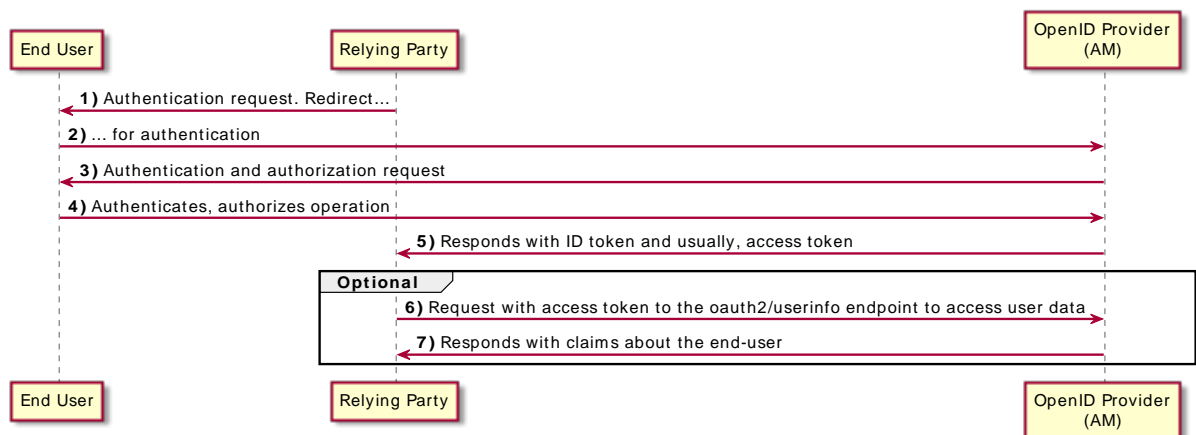 End User
Relying Party
OpenID Provider
(AM)
1) Authentication request. Redirect...
2) ... for authentication
3) Authentication and authorization request
4) Authenticates, authorizes operation
5) Responds with ID token and usually, access token
Optional
6) Request with access token to the oauth2/userinfo endpoint to access user data
7) Responds with claims about the end-user
End User
Relying Party
OpenID Provider
(AM)